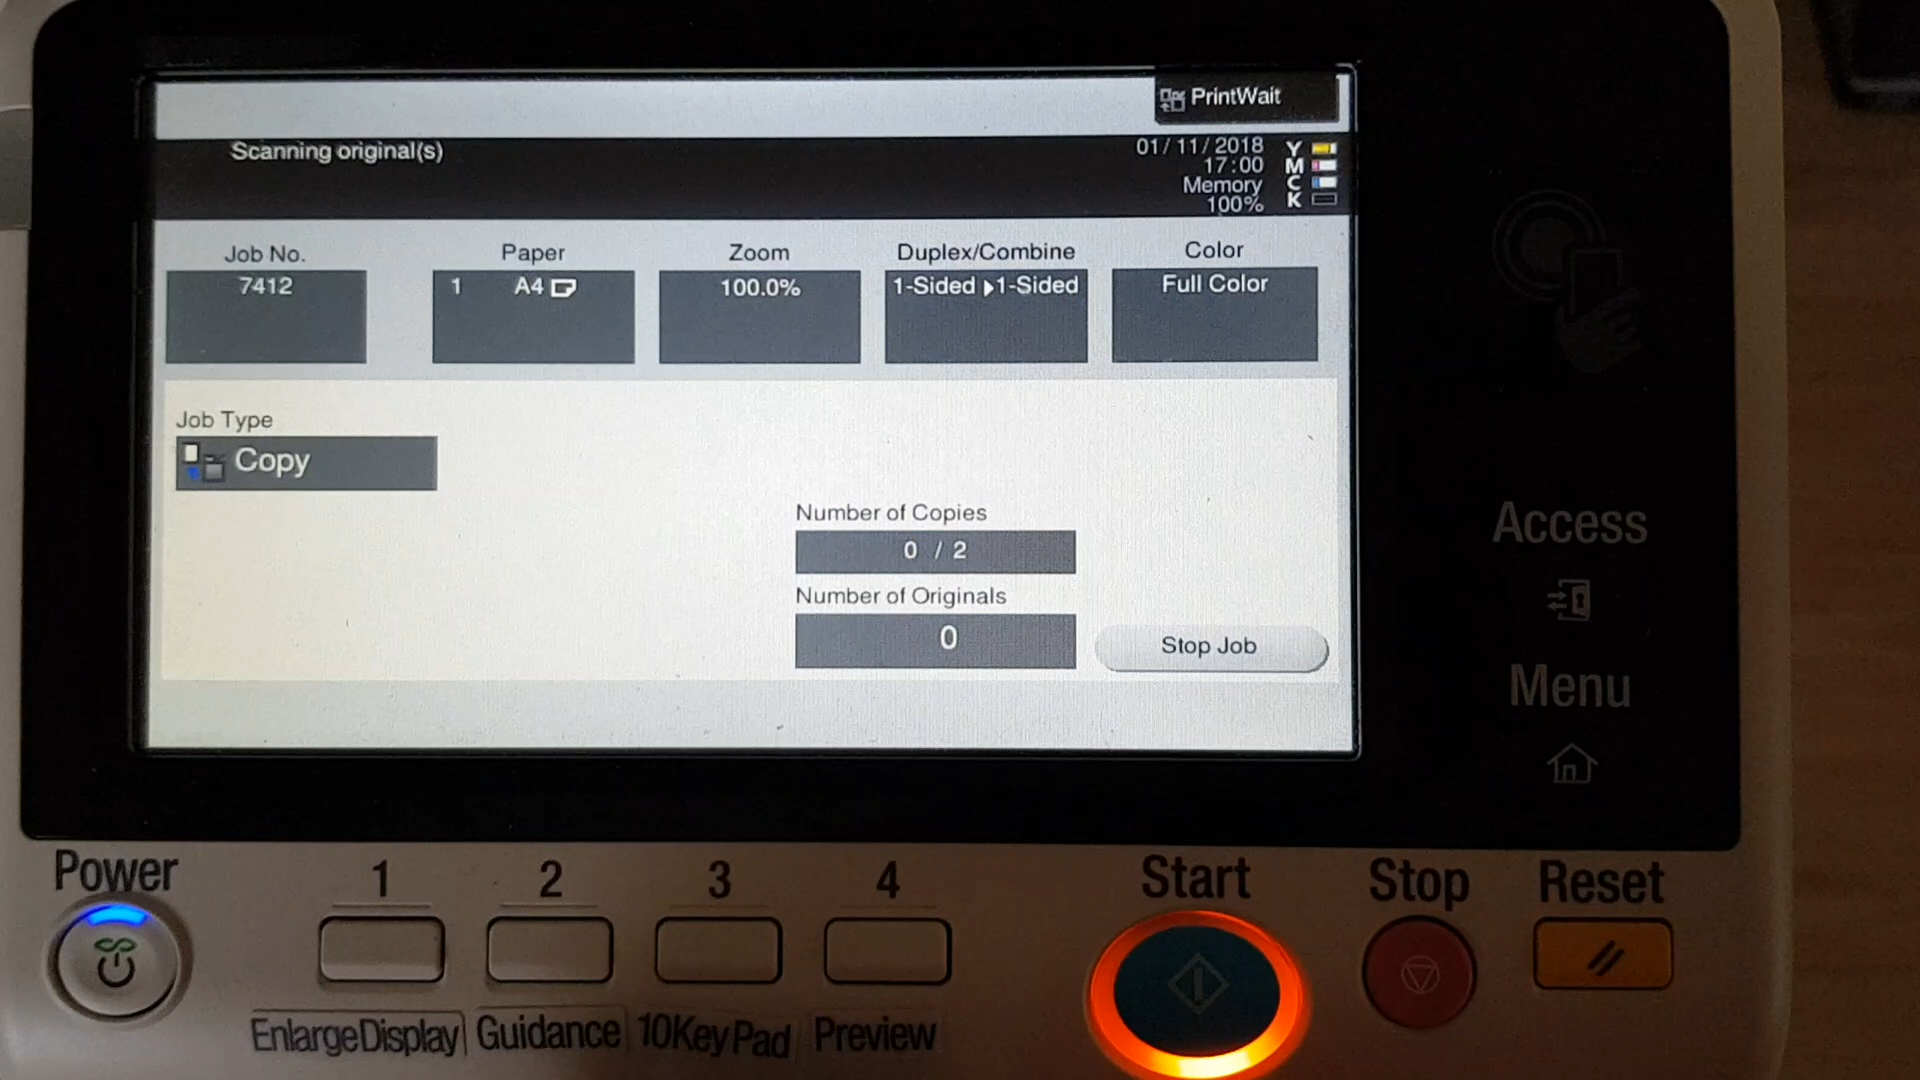 PrintWait
Scanning original(s)
01/11/2018
17:00
Memory
100%
Y
M
C
K
Job No.
7412
Paper
1 A4
Zoom
100.0%
Duplex/Combine
1-Sided ▶1-Sided
Color
Full Color
Job Type
Copy
Number of Copies
0 / 2
Number of Originals
0
Stop Job
Access
Menu
Power
1
2
3
4
Start
Stop
Reset
EnlargeDisplay
Guidance
10KeyPad
Preview